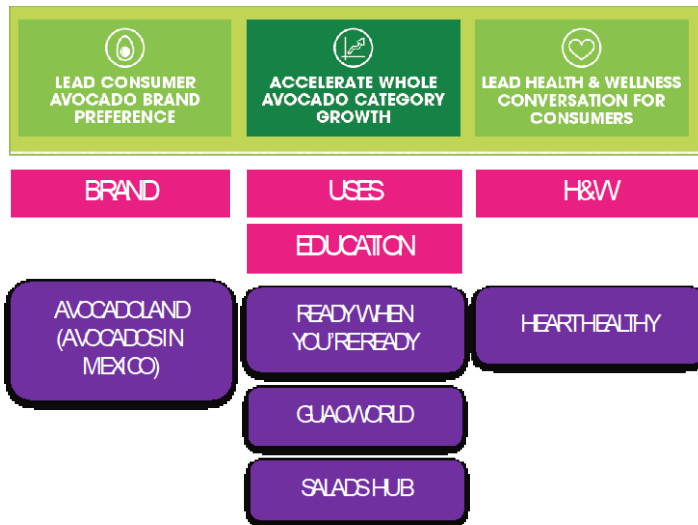 LEAD CONSUMER
AVOCADO BRAND
PREFERENCE
ACCELERATE WHOLE
AVOCADO CATEGORY
GROWTH
LEAD HEALTH & WELLNESS
CONVERSATION FOR
CONSUMERS
BRAND
USES
H&W
EDUCATION
AVOCADOLAND
(AVOCADOS IN
MEXICO)
READY WHEN
YOU'RE READY
HEART HEALTHY
GUACWORLD
SALADS HUB